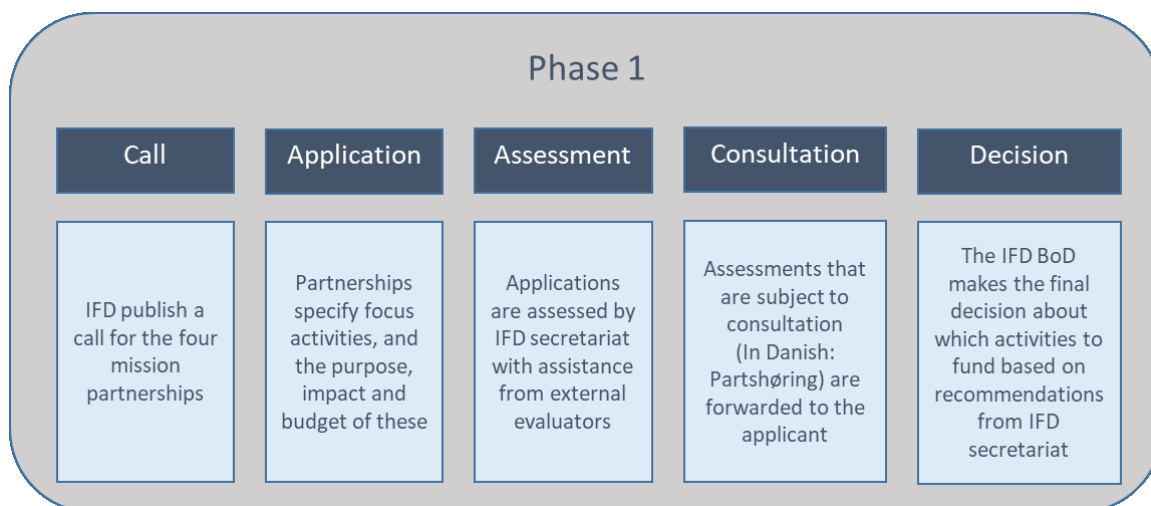 Phase 1
Call
IFD publish a
call for the four
mission
partnerships
Application
Partnerships
specify focus
activities, and
the purpose,
impact and
budget of these
Assessment
Applications
are assessed by
IFD secretariat
with assistance
from external
evaluators
Consultation
Assessments that
are subject to
consultation
(In Danish:
Partshøring) are
forwarded to the
applicant
Decision
The IFD BoD
makes the final
decision about
which activities to
fund based on
recommendations
from IFD
secretariat